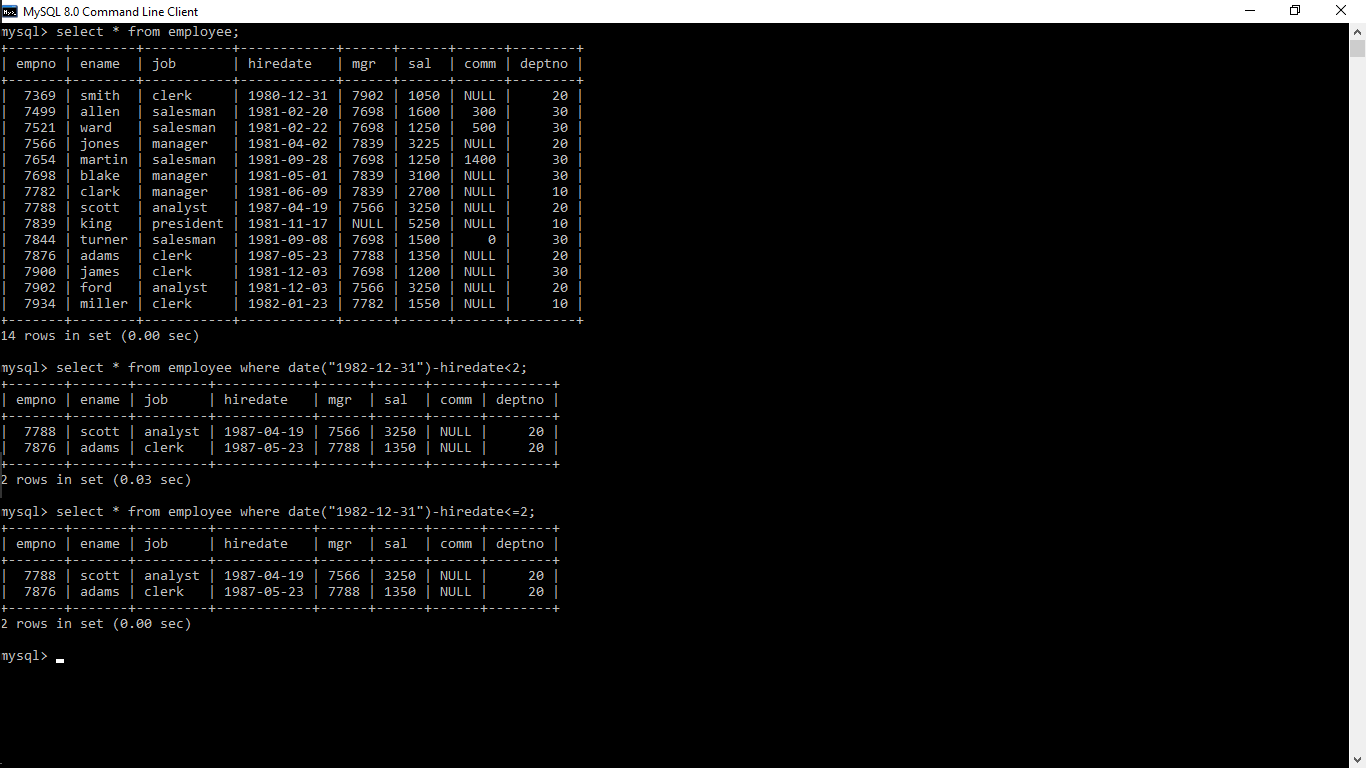 MySQL 8.0 Command Line Client
mysql> select * from employee;
+-------+--------+-----------+------------+------+------+------+--------+
| empno | ename  | job       | hiredate   | mgr  | sal  | comm | deptno |
+-------+--------+-----------+------------+------+------+------+--------+
|  7369 | smith  | clerk     | 1980-12-31 | 7902 | 1050 | NULL |     20 |
|  7499 | allen  | salesman  | 1981-02-20 | 7698 | 1600 |  300 |     30 |
|  7521 | ward   | salesman  | 1981-02-22 | 7698 | 1250 |  500 |     30 |
|  7566 | jones  | manager   | 1981-04-02 | 7839 | 3225 | NULL |     20 |
|  7654 | martin | salesman  | 1981-09-28 | 7698 | 1250 | 1400 |     30 |
|  7698 | blake  | manager   | 1981-05-01 | 7839 | 3100 | NULL |     30 |
|  7782 | clark  | manager   | 1981-06-09 | 7839 | 2700 | NULL |     10 |
|  7788 | scott  | analyst   | 1987-04-19 | 7566 | 3250 | NULL |     20 |
|  7839 | king   | president | 1981-11-17 | NULL | 5250 | NULL |     10 |
|  7844 | turner | salesman  | 1981-09-08 | 7698 | 1500 |    0 |     30 |
|  7876 | adams  | clerk     | 1987-05-23 | 7788 | 1350 | NULL |     20 |
|  7900 | james  | clerk     | 1981-12-03 | 7698 | 1200 | NULL |     30 |
|  7902 | ford   | analyst   | 1981-12-03 | 7566 | 3250 | NULL |     20 |
|  7934 | miller | clerk     | 1982-01-23 | 7782 | 1550 | NULL |     10 |
+-------+--------+-----------+------------+------+------+------+--------+
14 rows in set (0.00 sec)
mysql> select * from employee where date("1982-12-31")-hiredate<2;
+-------+-------+---------+------------+------+------+------+--------+
| empno | ename | job     | hiredate   | mgr  | sal  | comm | deptno |
+-------+-------+---------+------------+------+------+------+--------+
|  7788 | scott | analyst | 1987-04-19 | 7566 | 3250 | NULL |     20 |
|  7876 | adams | clerk   | 1987-05-23 | 7788 | 1350 | NULL |     20 |
+-------+-------+---------+------------+------+------+------+--------+
2 rows in set (0.03 sec)
mysql> select * from employee where date("1982-12-31")-hiredate<=2;
+-------+-------+---------+------------+------+------+------+--------+
| empno | ename | job     | hiredate   | mgr  | sal  | comm | deptno |
+-------+-------+---------+------------+------+------+------+--------+
|  7788 | scott | analyst | 1987-04-19 | 7566 | 3250 | NULL |     20 |
|  7876 | adams | clerk   | 1987-05-23 | 7788 | 1350 | NULL |     20 |
+-------+-------+---------+------------+------+------+------+--------+
2 rows in set (0.00 sec)
mysql>